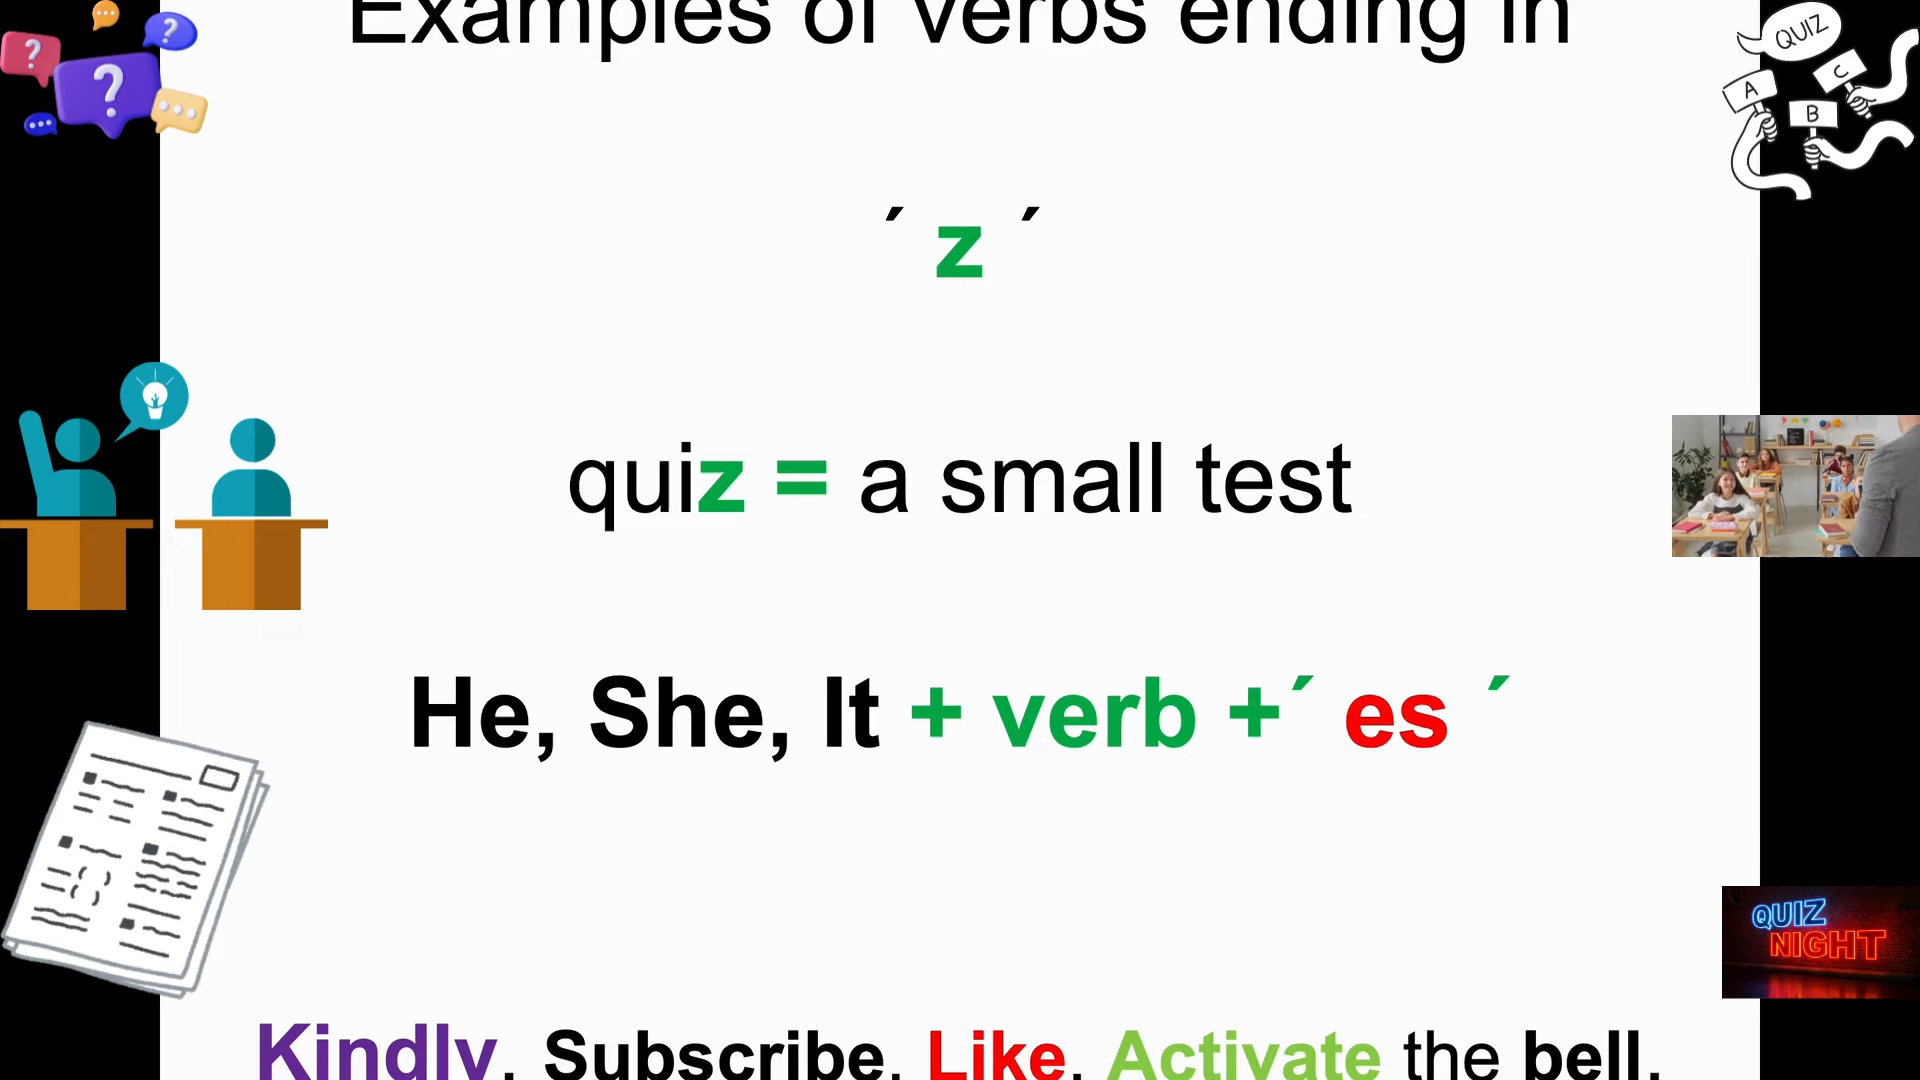 Examples of verbs ending in
? ? ?
QUIZ
A
C
B
´ z ´
quiz = a small test
He, She, It + verb +´ es ´
QUIZ
NIGHT
Kindly, Subscribe, Like, Activate the bell.